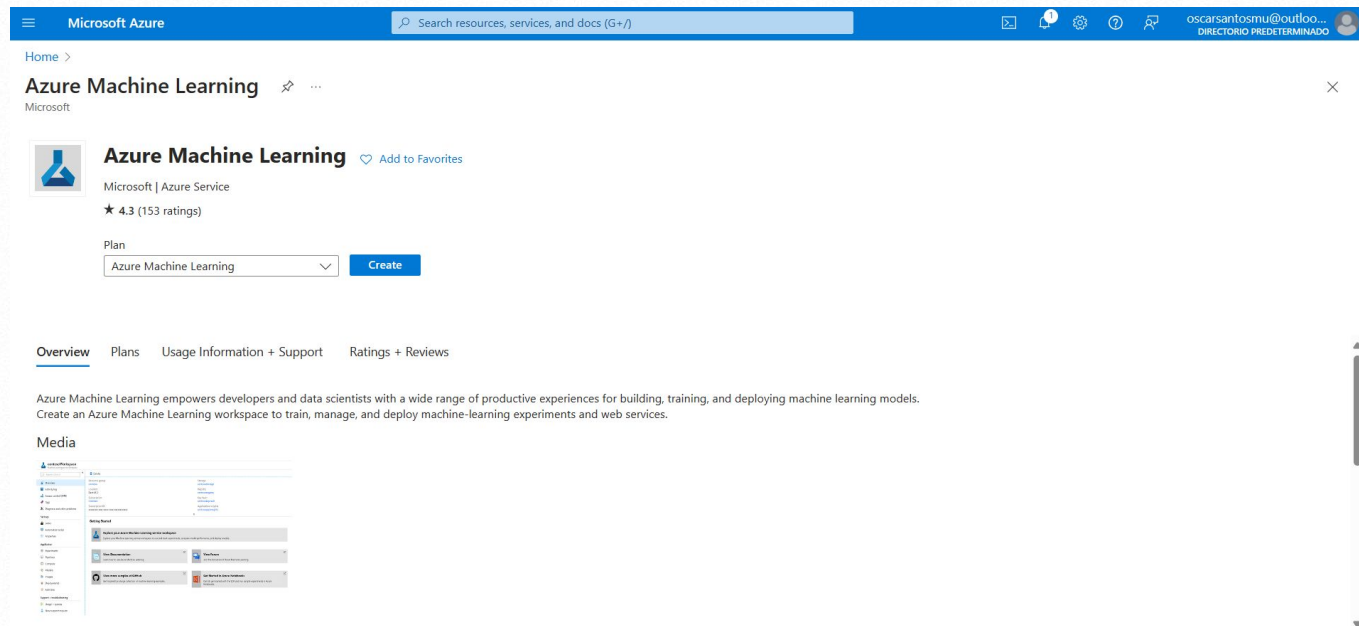 Microsoft Azure
Search resources, services, and docs (G+/)
1
oscarsantosmu@outloo...
DIRECTORIO PREDETERMINADO
Home >
Azure Machine Learning ...
Microsoft
Azure Machine Learning Add to Favorites
Microsoft | Azure Service
★ 4.3 (153 ratings)
Plan
Azure Machine Learning
Create
Overview Plans Usage Information + Support Ratings + Reviews
Azure Machine Learning empowers developers and data scientists with a wide range of productive experiences for building, training, and deploying machine learning models.
Create an Azure Machine Learning workspace to train, manage, and deploy machine-learning experiments and web services.
Media